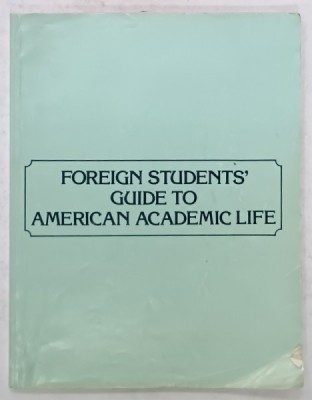 FOREIGN STUDENTS'
GUIDE TO
AMERICAN ACADEMIC LIFE